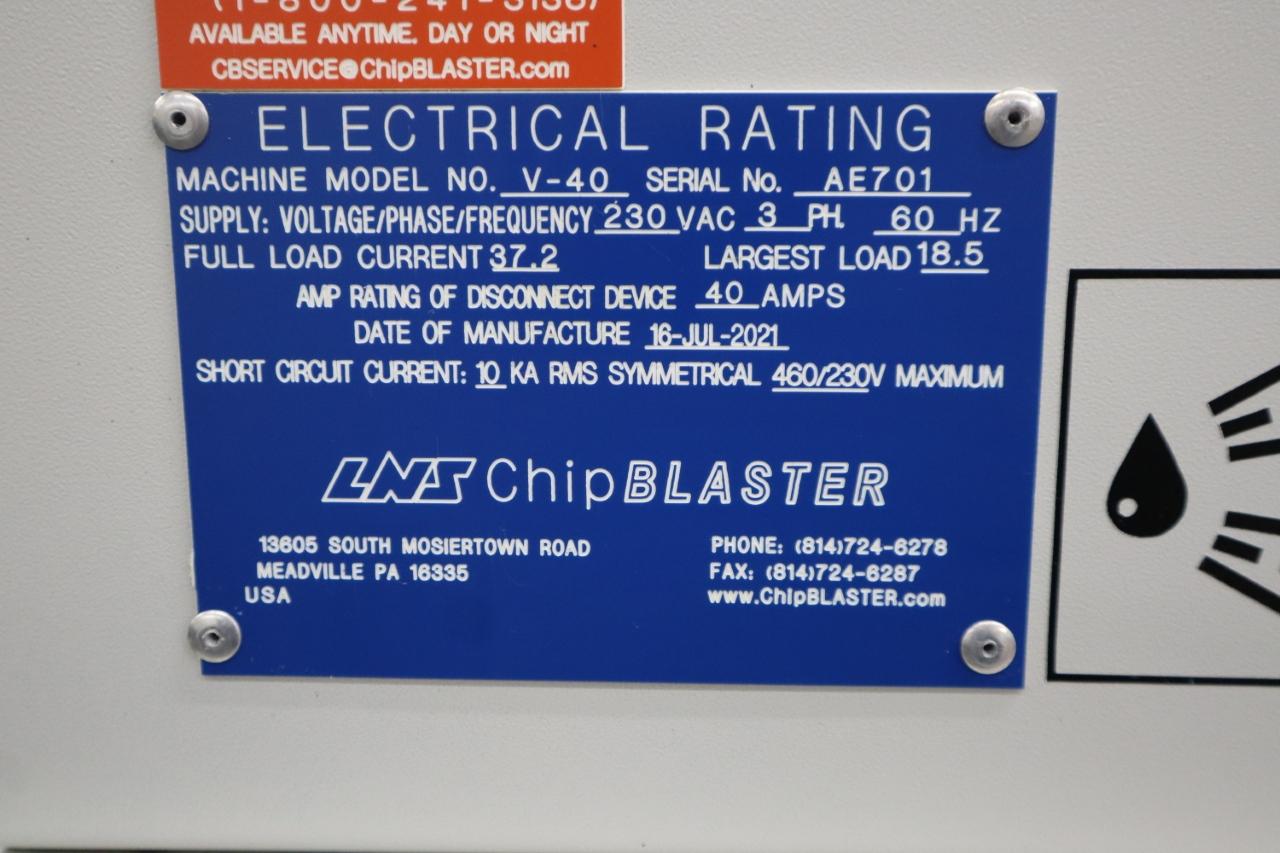 (1-800-241-3136)
AVAILABLE ANYTIME. DAY OR NIGHT
CBSERVICE@ChipBLASTER.com
ELECTRICAL RATING
MACHINE MODEL NO. V-40 SERIAL No. AE701
SUPPLY: VOLTAGE/PHASE/FREQUENCY 230 VAC 3 PH. 60 HZ
FULL LOAD CURRENT 37.2 LARGEST LOAD 18.5
AMP RATING OF DISCONNECT DEVICE 40 AMPS
DATE OF MANUFACTURE 16-JUL-2021
SHORT CIRCUIT CURRENT: 10 KA RMS SYMMETRICAL 460/230V MAXIMUM
LNS ChipBLASTER
13605 SOUTH MOSIERTOWN ROAD
MEADVILLE PA 16335
USA
PHONE: (814)724-6278
FAX: (814)724-6287
www.ChipBLASTER.com